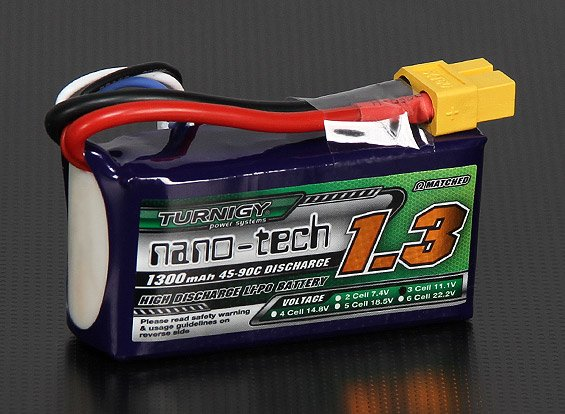 TURNIGY
power systems
Ω MATCHED
nano-tech 1.3
1300mAh 45-90C DISCHARGE
HIGH DISCHARGE LI-PO BATTERY
VOLTAGE
2 Cell 7.4V 3 Cell 11.1V
4 Cell 14.8V 5 Cell 18.5V 6 Cell 22.2V
Please read safety warning
& usage guidelines on
reverse side